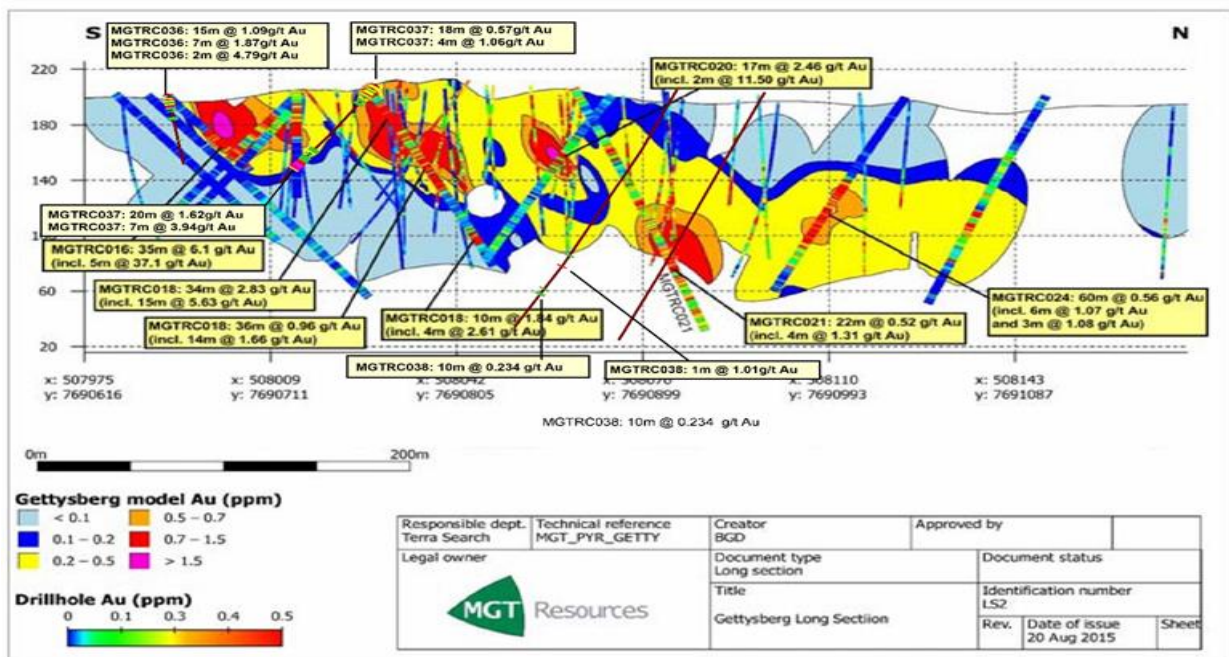 S
N
MGTRC036: 15m @ 1.09g/t Au
MGTRC036: 7m @ 1.87g/t Au
MGTRC036: 2m @ 4.79g/t Au
MGTRC037: 18m @ 0.57g/t Au
MGTRC037: 4m @ 1.06g/t Au
MGTRC020: 17m @ 2.46 g/t Au
(incl. 2m @ 11.50 g/t Au)
220
180
140
100
60
20
MGTRC037: 20m @ 1.62g/t Au
MGTRC037: 7m @ 3.94g/t Au
MGTRC016: 35m @ 6.1 g/t Au
(incl. 5m @ 37.1 g/t Au)
MGTRC018: 34m @ 2.83 g/t Au
(incl. 15m @ 5.63 g/t Au)
MGTRC018: 36m @ 0.96 g/t Au
(incl. 14m @ 1.66 g/t Au)
MGTRC018: 10m @ 1.84 g/t Au
(incl. 4m @ 2.61 g/t Au)
MGTRC021
MGTRC021: 22m @ 0.52 g/t Au
(incl. 4m @ 1.31 g/t Au)
MGTRC024: 60m @ 0.56 g/t Au
(incl. 6m @ 1.07 g/t Au
and 3m @ 1.08 g/t Au)
MGTRC038: 10m @ 0.234 g/t Au
MGTRC038: 1m @ 1.01g/t Au
x: 507975
y: 7690616
x: 508009
y: 7690711
x: 508042
y: 7690805
y: 7690899
x: 508110
y: 7690993
x: 508143
y: 7691087
MGTRC038: 10m @ 0.234 g/t Au
0m
200m
Gettysberg model Au (ppm)
< 0.1
0.5 – 0.7
0.1 – 0.2
0.7 – 1.5
0.2 – 0.5
> 1.5
Drillhole Au (ppm)
0
0.1
0.2
0.3
0.4
0.5
Responsible dept.
Terra Search
Technical reference
MGT_PYR_GETTY
Creator
BGD
Approved by
Legal owner
MGT Resources
Document type
Long section
Document status
Title
Gettysberg Long Sectiion
Identification number
LS2
Rev.
Date of issue
20 Aug 2015
Sheet